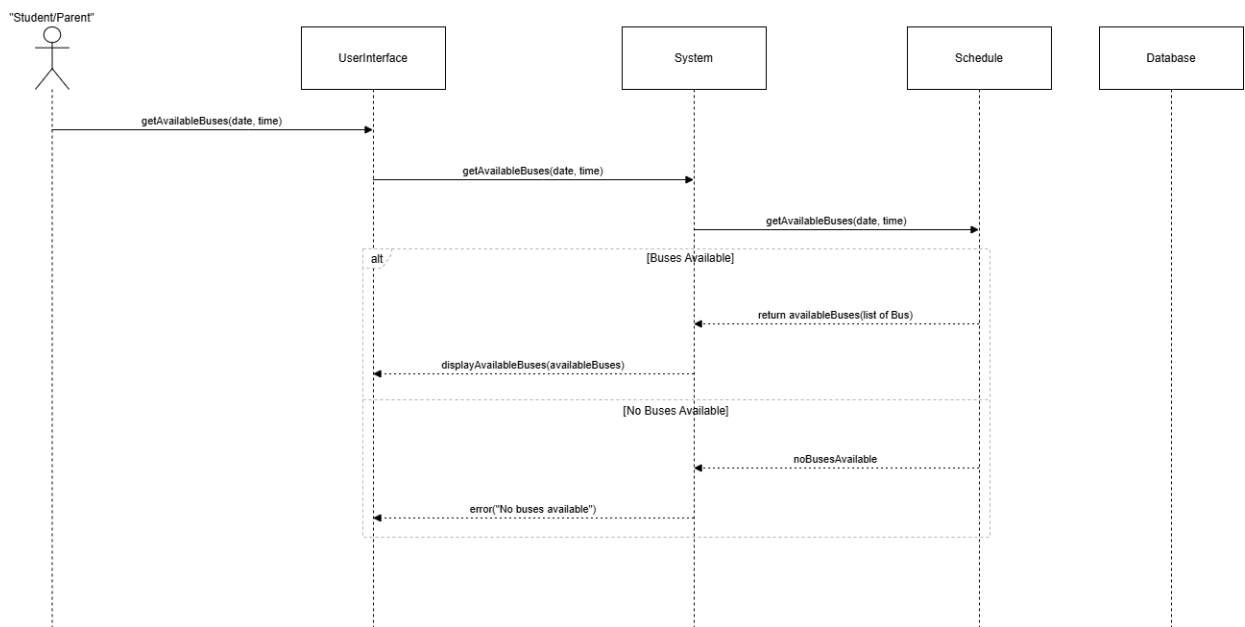 "Student/Parent"
UserInterface
System
Schedule
Database
getAvailableBuses(date, time)
getAvailableBuses(date, time)
getAvailableBuses(date, time)
alt
[Buses Available]
return availableBuses(list of Bus)
displayAvailableBuses(availableBuses)
[No Buses Available]
noBusesAvailable
error("No buses available")